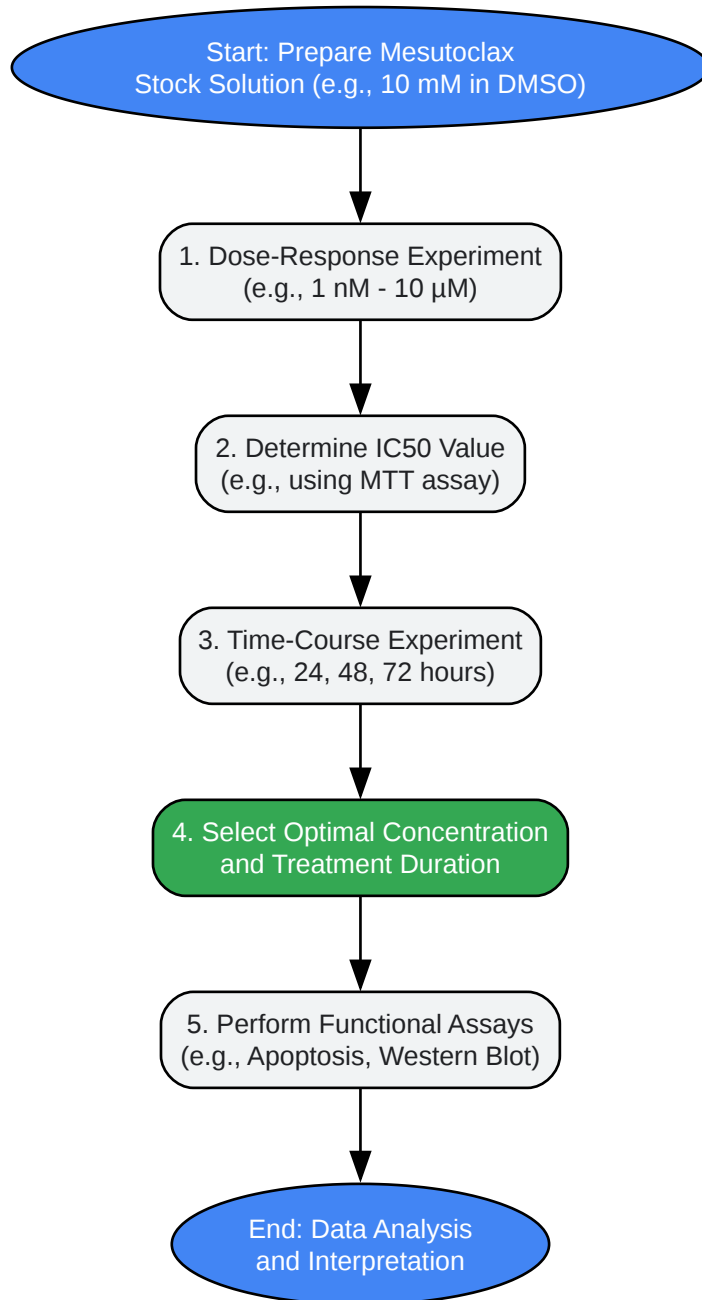 Start: Prepare Mesutoclax
Stock Solution (e.g., 10 mM in DMSO)
1. Dose-Response Experiment
(e.g., 1 nM - 10 µM)
2. Determine IC50 Value
(e.g., using MTT assay)
3. Time-Course Experiment
(e.g., 24, 48, 72 hours)
4. Select Optimal Concentration
and Treatment Duration
5. Perform Functional Assays
(e.g., Apoptosis, Western Blot)
End: Data Analysis
and Interpretation